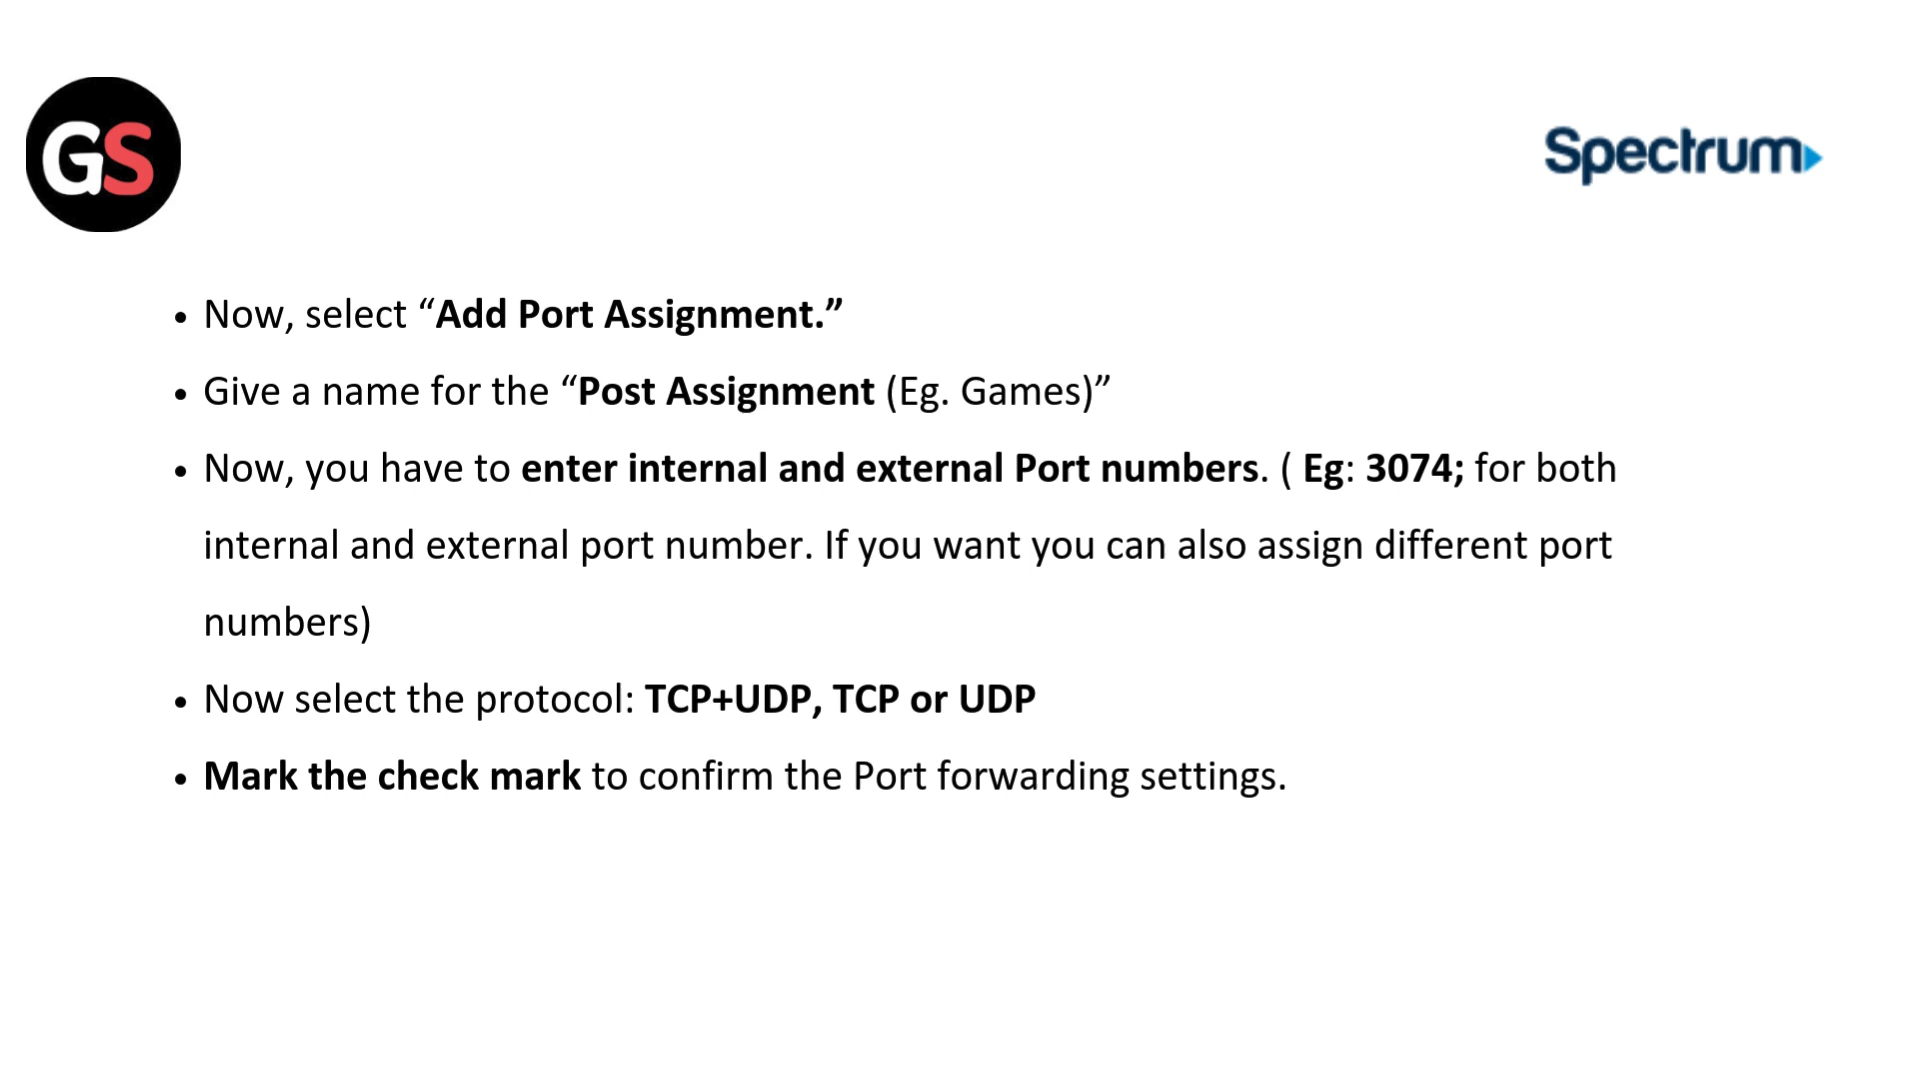 GS
Spectrum
• Now, select “Add Port Assignment.”
• Give a name for the “Post Assignment (Eg. Games)”
• Now, you have to enter internal and external Port numbers. ( Eg: 3074; for both
internal and external port number. If you want you can also assign different port
numbers)
• Now select the protocol: TCP+UDP, TCP or UDP
• Mark the check mark to confirm the Port forwarding settings.